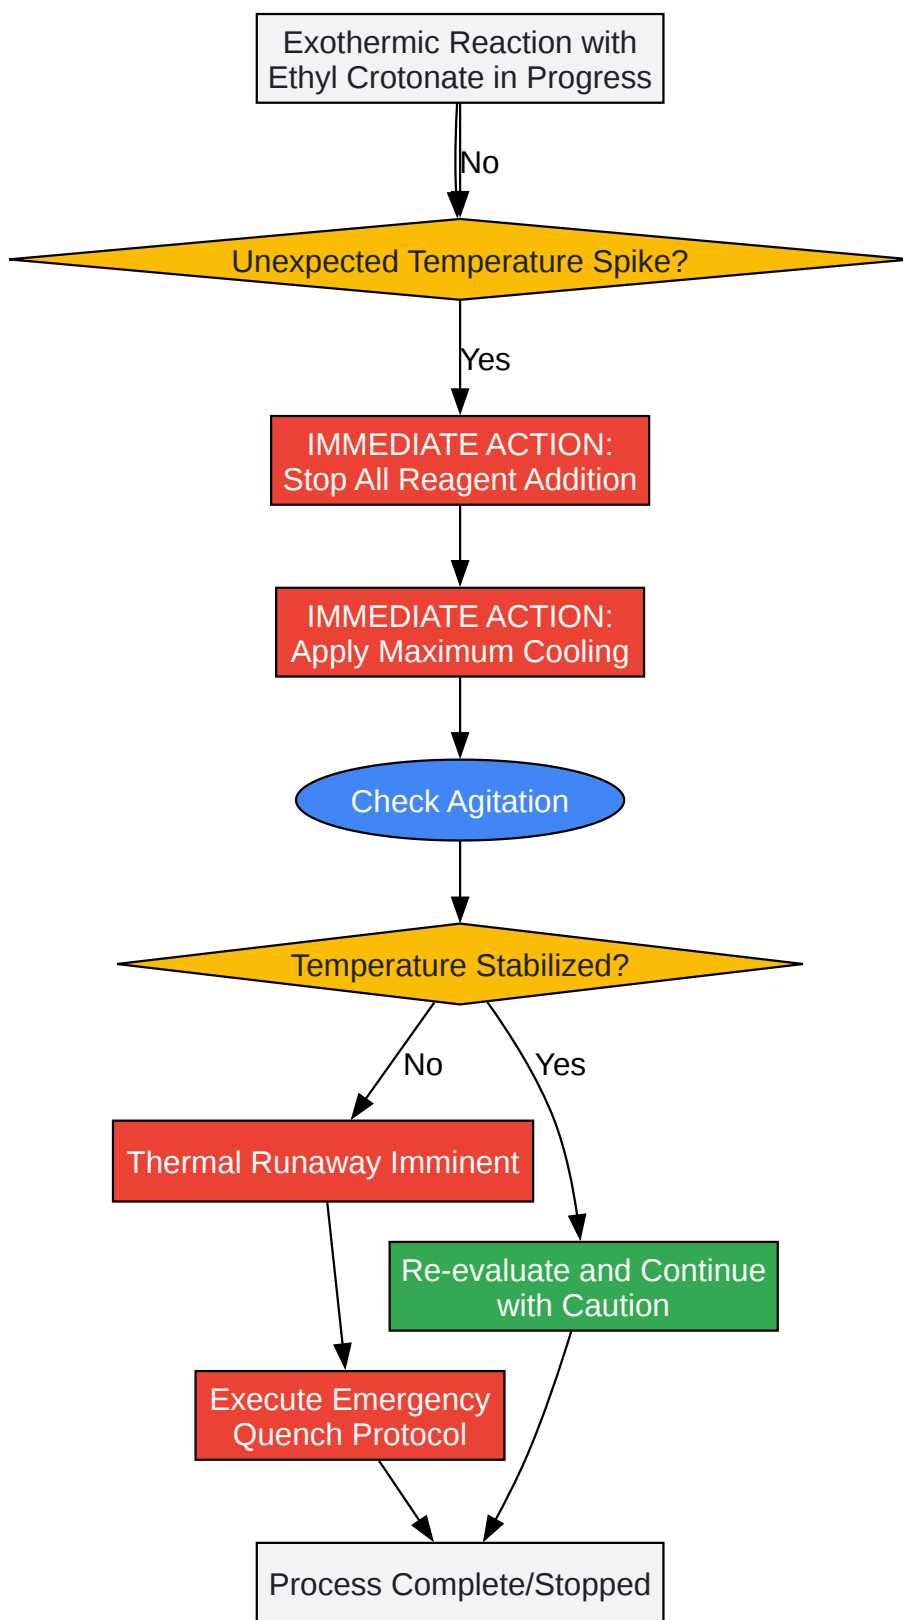 Exothermic Reaction with
Ethyl Crotonate in Progress
No
Unexpected Temperature Spike?
Yes
IMMEDIATE ACTION:
Stop All Reagent Addition
IMMEDIATE ACTION:
Apply Maximum Cooling
Check Agitation
Temperature Stabilized?
No
Yes
Thermal Runaway Imminent
Re-evaluate and Continue
with Caution
Execute Emergency
Quench Protocol
Process Complete/Stopped